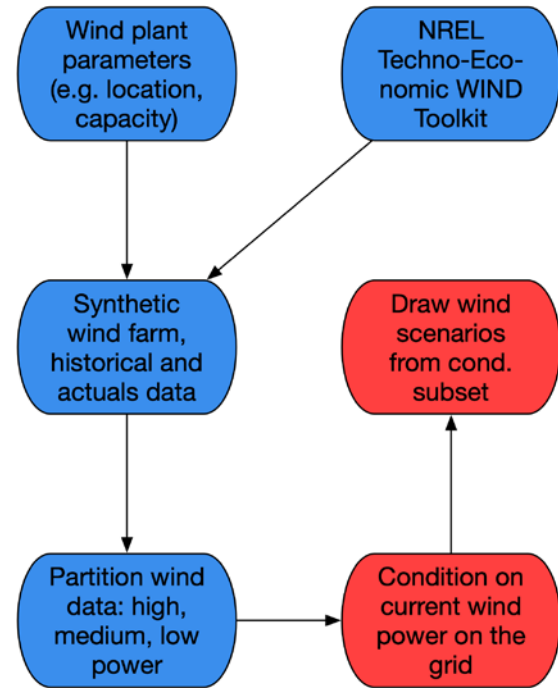 Wind plant
parameters
(e.g. location,
capacity)
NREL
Techno-Eco-
nomic WIND
Toolkit
Synthetic
wind farm,
historical and
actuals data
Draw wind
scenarios
from cond.
subset
Partition wind
data: high,
medium, low
power
Condition on
current wind
power on the
grid